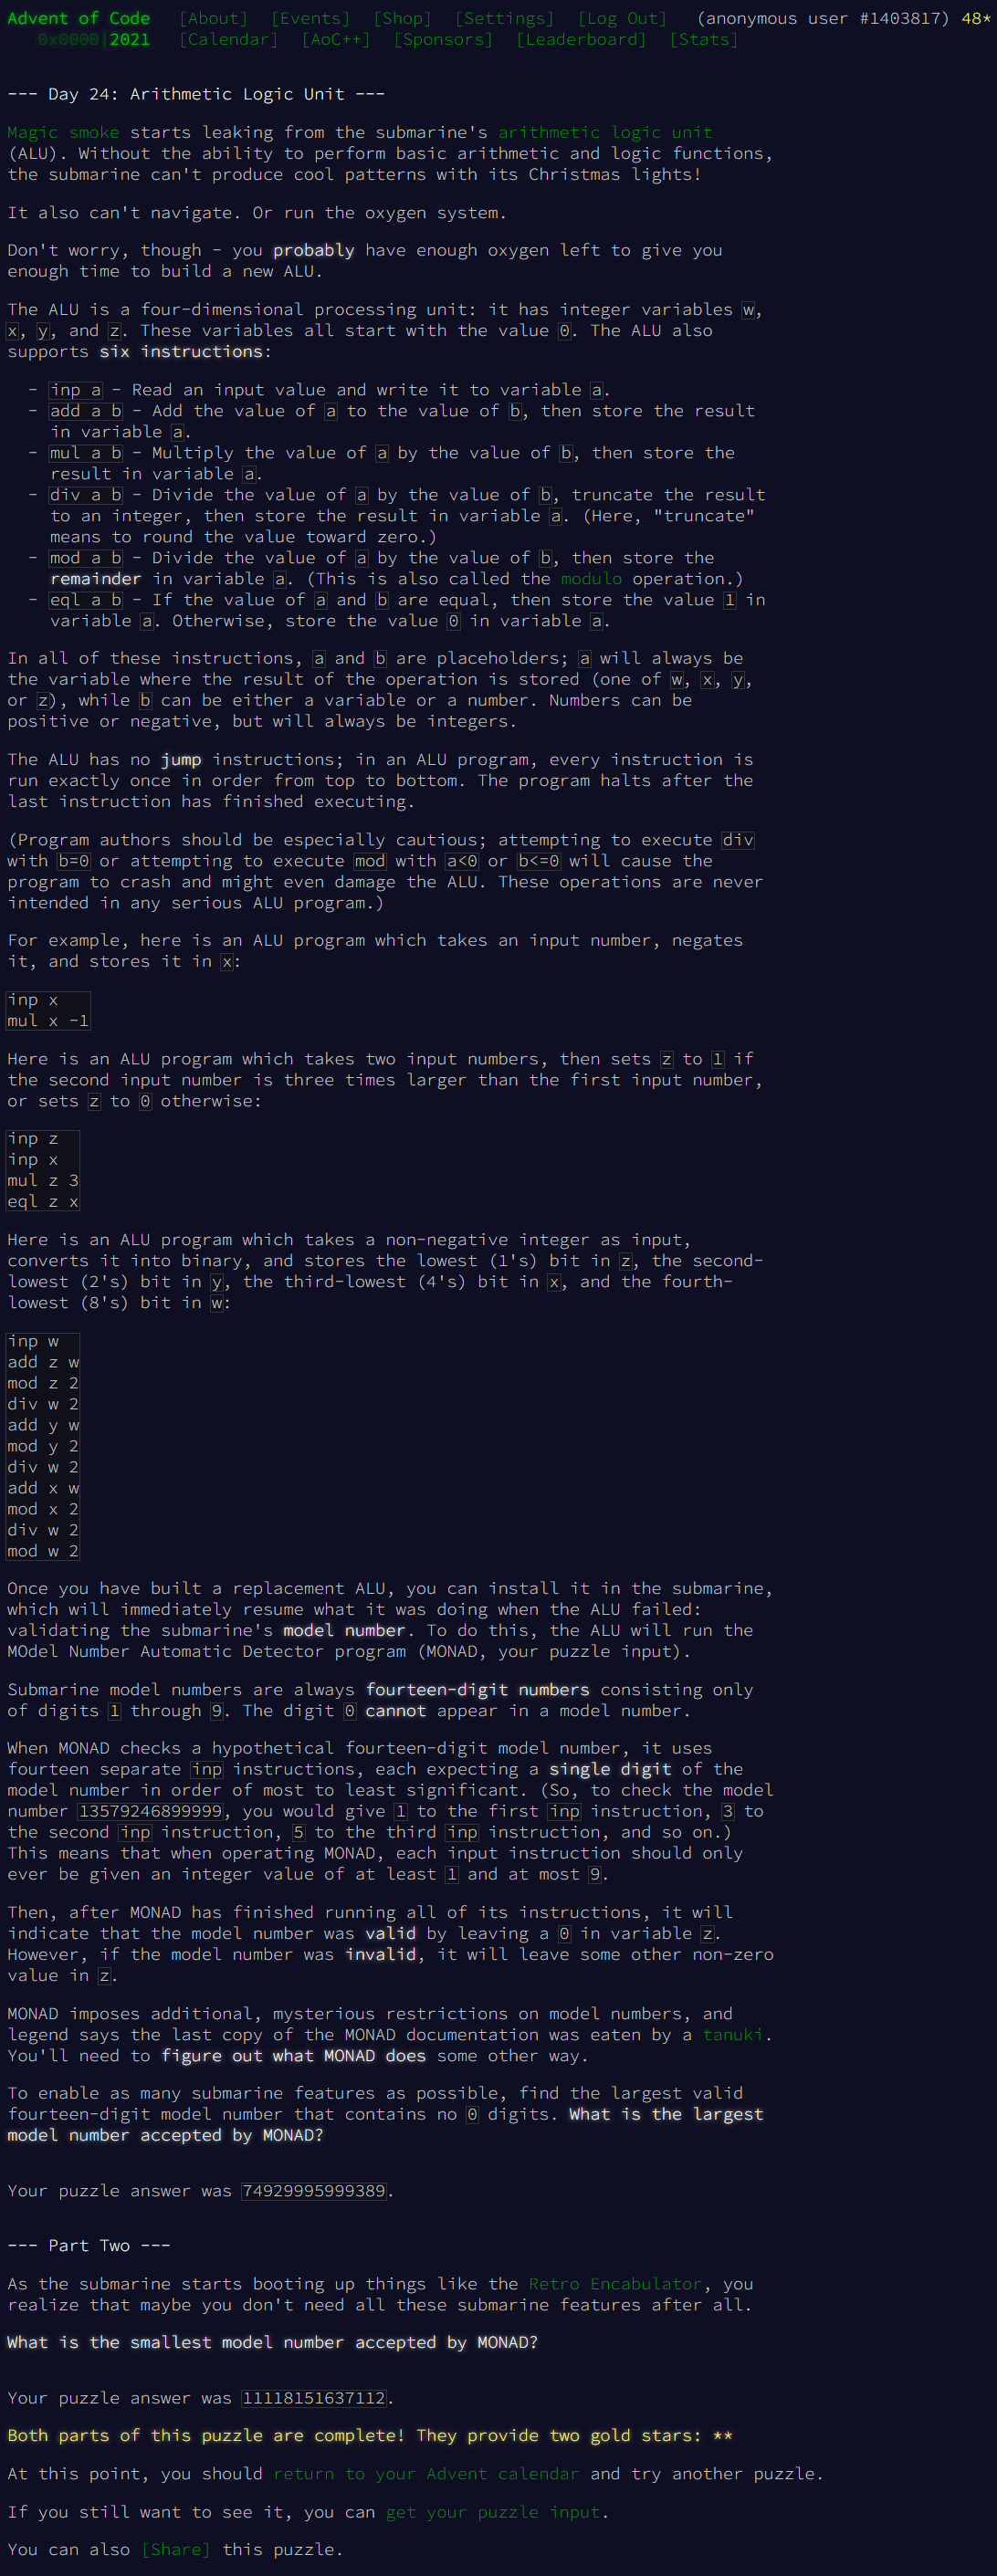 Advent of Code [About] [Events] [Shop] [Settings] [Log Out] (anonymous user #1403817) 48*
0x0000|2021 [Calendar] [AoC++] [Sponsors] [Leaderboard] [Stats]
--- Day 24: Arithmetic Logic Unit ---
Magic smoke starts leaking from the submarine's arithmetic logic unit
(ALU). Without the ability to perform basic arithmetic and logic functions,
the submarine can't produce cool patterns with its Christmas lights!
It also can't navigate. Or run the oxygen system.
Don't worry, though - you probably have enough oxygen left to give you
enough time to build a new ALU.
The ALU is a four-dimensional processing unit: it has integer variables w,
x, y, and z. These variables all start with the value 0. The ALU also
supports six instructions:
- inp a - Read an input value and write it to variable a.
- add a b - Add the value of a to the value of b, then store the result
in variable a.
- mul a b - Multiply the value of a by the value of b, then store the
result in variable a.
- div a b - Divide the value of a by the value of b, truncate the result
to an integer, then store the result in variable a. (Here, "truncate"
means to round the value toward zero.)
- mod a b - Divide the value of a by the value of b, then store the
remainder in variable a. (This is also called the modulo operation.)
- eql a b - If the value of a and b are equal, then store the value 1 in
variable a. Otherwise, store the value 0 in variable a.
In all of these instructions, a and b are placeholders; a will always be
the variable where the result of the operation is stored (one of w, x, y,
or z), while b can be either a variable or a number. Numbers can be
positive or negative, but will always be integers.
The ALU has no jump instructions; in an ALU program, every instruction is
run exactly once in order from top to bottom. The program halts after the
last instruction has finished executing.
(Program authors should be especially cautious; attempting to execute div
with b=0 or attempting to execute mod with a<0 or b<=0 will cause the
program to crash and might even damage the ALU. These operations are never
intended in any serious ALU program.)
For example, here is an ALU program which takes an input number, negates
it, and stores it in x:
inp x
mul x -1
Here is an ALU program which takes two input numbers, then sets z to 1 if
the second input number is three times larger than the first input number,
or sets z to 0 otherwise:
inp z
inp x
mul z 3
eql z x
Here is an ALU program which takes a non-negative integer as input,
converts it into binary, and stores the lowest (1's) bit in z, the second-
lowest (2's) bit in y, the third-lowest (4's) bit in x, and the fourth-
lowest (8's) bit in w:
inp w
add z w
mod z 2
div w 2
add y w
mod y 2
div w 2
add x w
mod x 2
div w 2
mod w 2
Once you have built a replacement ALU, you can install it in the submarine,
which will immediately resume what it was doing when the ALU failed:
validating the submarine's model number. To do this, the ALU will run the
MOdel Number Automatic Detector program (MONAD, your puzzle input).
Submarine model numbers are always fourteen-digit numbers consisting only
of digits 1 through 9. The digit 0 cannot appear in a model number.
When MONAD checks a hypothetical fourteen-digit model number, it uses
fourteen separate inp instructions, each expecting a single digit of the
model number in order of most to least significant. (So, to check the model
number 13579246899999, you would give 1 to the first inp instruction, 3 to
the second inp instruction, 5 to the third inp instruction, and so on.)
This means that when operating MONAD, each input instruction should only
ever be given an integer value of at least 1 and at most 9.
Then, after MONAD has finished running all of its instructions, it will
indicate that the model number was valid by leaving a 0 in variable z.
However, if the model number was invalid, it will leave some other non-zero
value in z.
MONAD imposes additional, mysterious restrictions on model numbers, and
legend says the last copy of the MONAD documentation was eaten by a tanuki.
You'll need to figure out what MONAD does some other way.
To enable as many submarine features as possible, find the largest valid
fourteen-digit model number that contains no 0 digits. What is the largest
model number accepted by MONAD?
Your puzzle answer was 74929995999389.
--- Part Two ---
As the submarine starts booting up things like the Retro Encabulator, you
realize that maybe you don't need all these submarine features after all.
What is the smallest model number accepted by MONAD?
Your puzzle answer was 11118151637112.
Both parts of this puzzle are complete! They provide two gold stars: **
At this point, you should return to your Advent calendar and try another puzzle.
If you still want to see it, you can get your puzzle input.
You can also [Share] this puzzle.